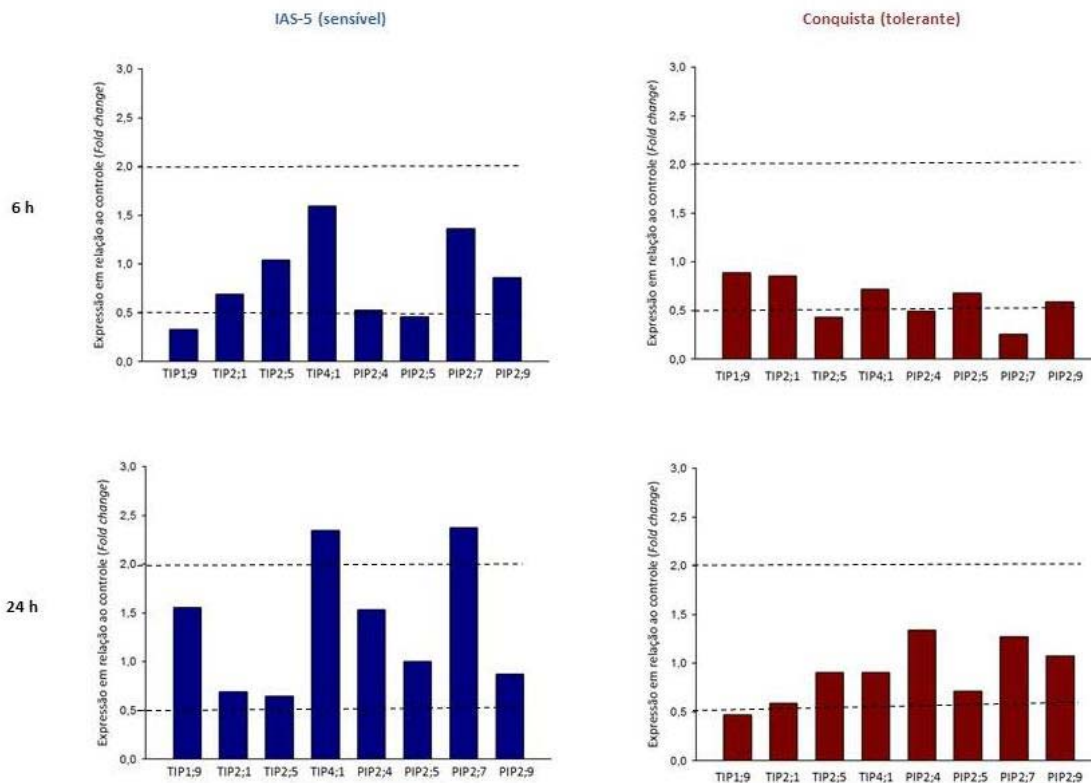 IAS-5 (sensível)
Conquista (tolerante)
6 h
Expressão em relação ao controle (Fold change)
3,0
2,5
2,0
1,5
1,0
0,5
0,0
TIP1;9 TIP2;1 TIP2;5 TIP4;1 PIP2;4 PIP2;5 PIP2;7 PIP2;9
Expressão em relação ao controle (Fold change)
3,0
2,5
2,0
1,5
1,0
0,5
0,0
TIP1;9 TIP2;1 TIP2;5 TIP4;1 PIP2;4 PIP2;5 PIP2;7 PIP2;9
24 h
Expressão em relação ao controle (Fold change)
3,0
2,5
2,0
1,5
1,0
0,5
0,0
TIP1;9 TIP2;1 TIP2;5 TIP4;1 PIP2;4 PIP2;5 PIP2;7 PIP2;9
Expressão em relação ao controle (Fold change)
3,0
2,5
2,0
1,5
1,0
0,5
0,0
TIP1;9 TIP2;1 TIP2;5 TIP4;1 PIP2;4 PIP2;5 PIP2;7 PIP2;9